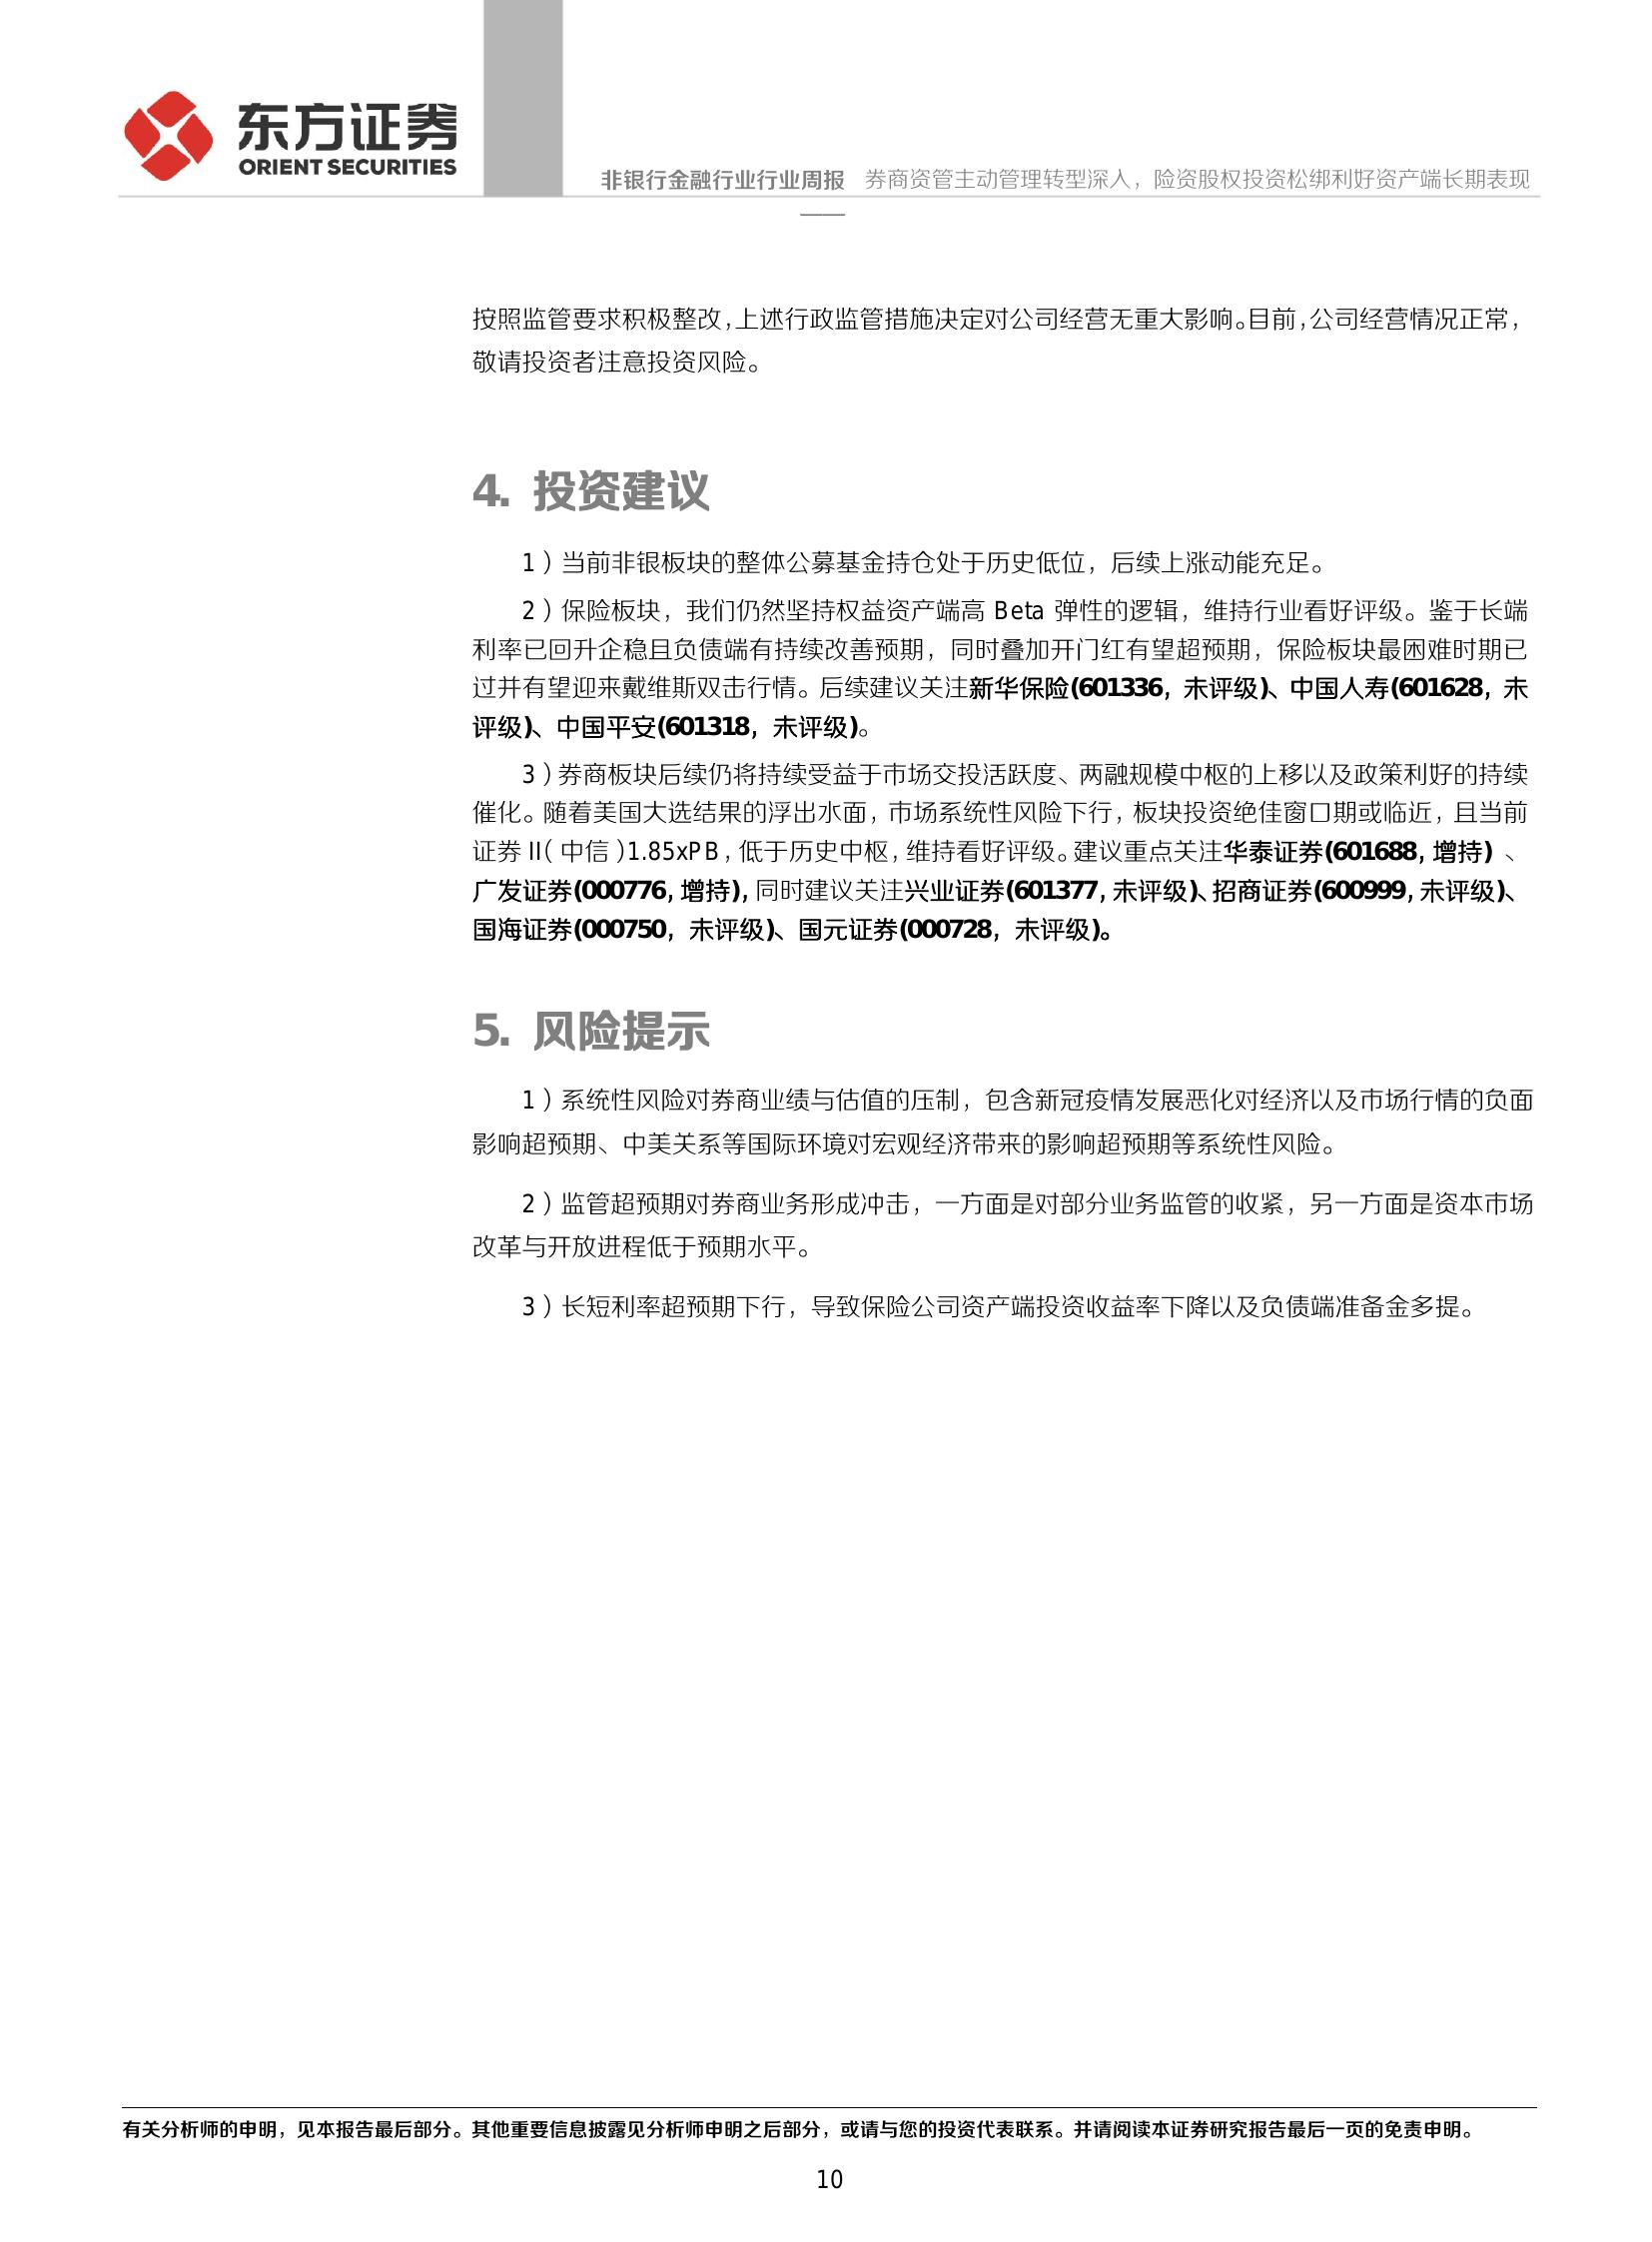 东方证券
ORIENT SECURITIES
非银行金融行业行业周报 券商资管主动管理转型深入，险资股权投资松绑利好资产端长期表现
按照监管要求积极整改，上述行政监管措施决定对公司经营无重大影响。目前，公司经营情况正常，
敬请投资者注意投资风险。
4. 投资建议
1）当前非银板块的整体公募基金持仓处于历史低位，后续上涨动能充足。
2）保险板块，我们仍然坚持权益资产端高 Beta 弹性的逻辑，维持行业看好评级。鉴于长端
利率已回升企稳且负债端有持续改善预期，同时叠加开门红有望超预期，保险板块最困难时期已
过并有望迎来戴维斯双击行情。后续建议关注新华保险(601336，未评级)、中国人寿(601628，未
评级)、中国平安(601318，未评级)。
3）券商板块后续仍将持续受益于市场交投活跃度、两融规模中枢的上移以及政策利好的持续
催化。随着美国大选结果的浮出水面，市场系统性风险下行，板块投资绝佳窗口期或临近，且当前
证券 II（中信）1.85xPB，低于历史中枢，维持看好评级。建议重点关注华泰证券(601688，增持) 、
广发证券(000776，增持)，同时建议关注兴业证券(601377，未评级)、招商证券(600999，未评级)、
国海证券(000750，未评级)、国元证券(000728，未评级)。
5. 风险提示
1）系统性风险对券商业绩与估值的压制，包含新冠疫情发展恶化对经济以及市场行情的负面
影响超预期、中美关系等国际环境对宏观经济带来的影响超预期等系统性风险。
2）监管超预期对券商业务形成冲击，一方面是对部分业务监管的收紧，另一方面是资本市场
改革与开放进程低于预期水平。
3）长短利率超预期下行，导致保险公司资产端投资收益率下降以及负债端准备金多提。
有关分析师的申明，见本报告最后部分。其他重要信息披露见分析师申明之后部分，或请与您的投资代表联系。并请阅读本证券研究报告最后一页的免责申明。
10